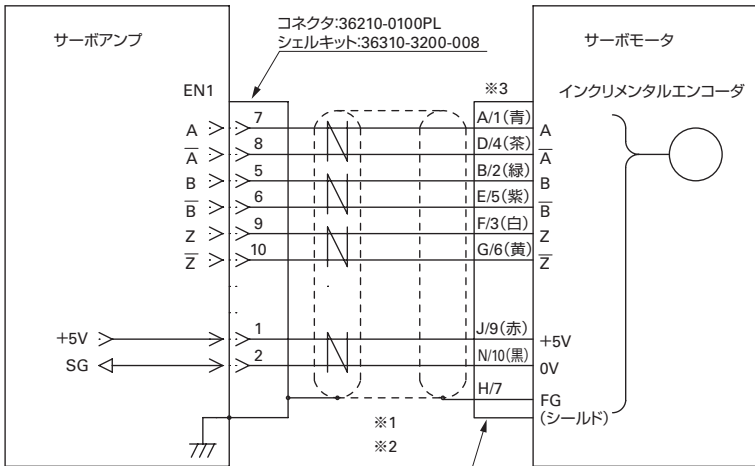 コネクタ:36210-0100PL
シェルキット:36310-3200-008
サーボアンプ
サーボモータ
EN1
※3
インクリメンタルエンコーダ
A 7 A/1(青) A
A̅ 8 D/4(茶) A̅
B 5 B/2(緑) B
B̅ 6 E/5(紫) B̅
Z 9 F/3(白) Z
Z̅ 10 G/6(黄) Z̅
+5V 1 J/9(赤) +5V
SG 2 N/10(黒) 0V
H/7 FG
(シールド)
※1
※2